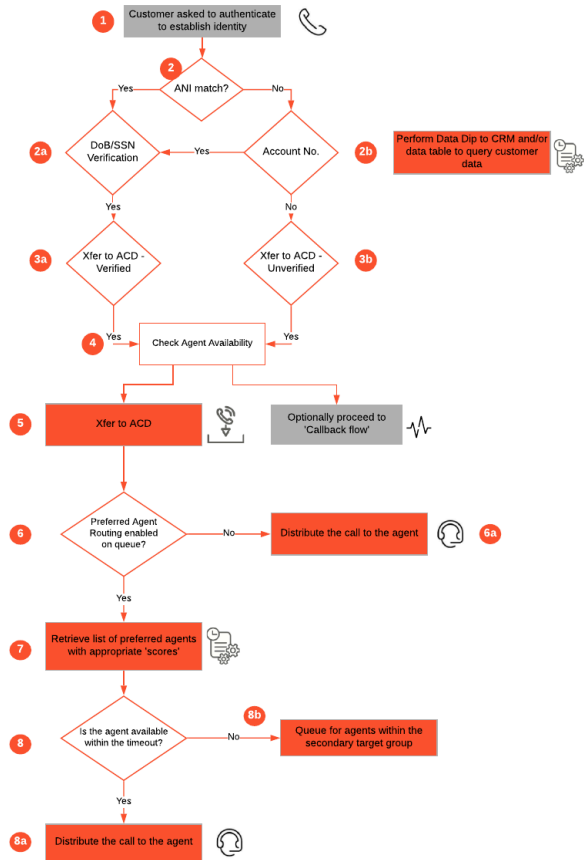 1
Customer asked to authenticate
to establish identity
2
ANI match?
Yes
No
2a
DoB/SSN
Verification
Yes
Account No.
2b
Perform Data Dip to CRM and/or
data table to query customer
data
Yes
No
3a
Xfer to ACD -
Verified
Xfer to ACD -
Unverified
3b
Yes
Yes
4
Check Agent Availability
5
Xfer to ACD
Optionally proceed to
'Callback flow'
6
Preferred Agent
Routing enabled
on queue?
No
Distribute the call to the agent
6a
Yes
7
Retrieve list of preferred agents
with appropriate 'scores'
8
Is the agent available
within the timeout?
No
8b
Queue for agents within the
secondary target group
Yes
8a
Distribute the call to the agent